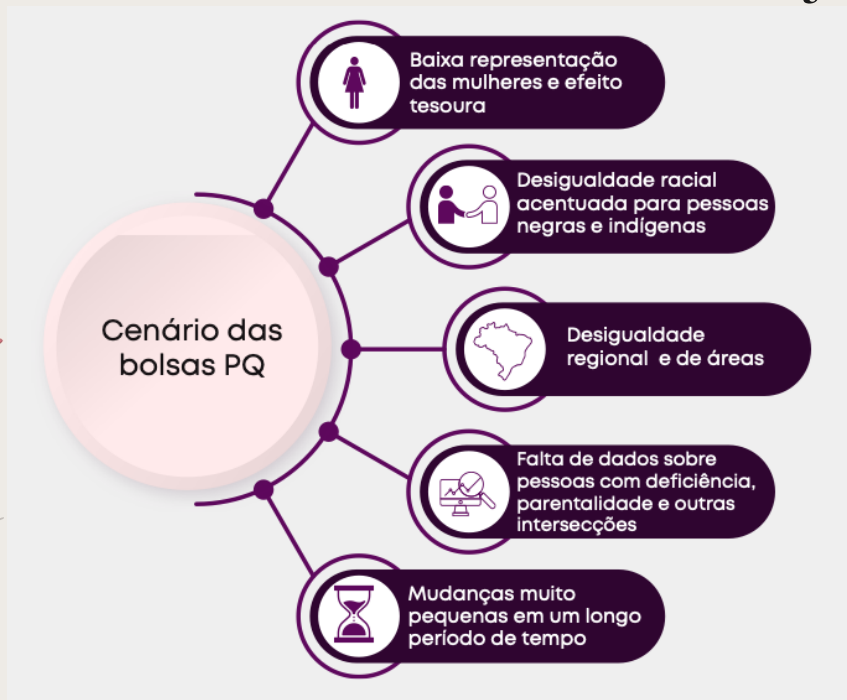 Baixa representação
das mulheres e efeito
tesoura
Desigualdade racial
acentuada para pessoas
negras e indígenas
Cenário das
bolsas PQ
Desigualdade
regional e de áreas
Falta de dados sobre
pessoas com deficiência,
parentalidade e outras
intersecções
Mudanças muito
pequenas em um longo
período de tempo